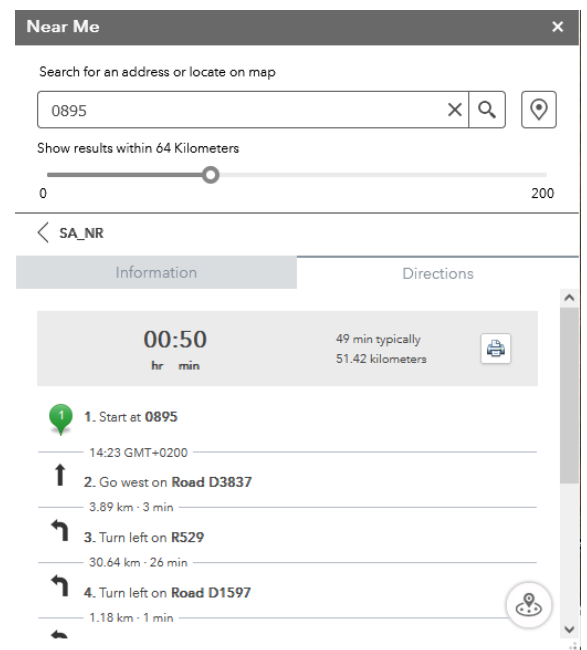 Near Me
Search for an address or locate on map
0895
Show results within 64 Kilometers
0
200
SA_NR
Information
Directions
00:50
hr min
49 min typically
51.42 kilometers
1
1. Start at 0895
14:23 GMT+0200
2. Go west on Road D3837
3.89 km · 3 min
3. Turn left on R529
30.64 km · 26 min
4. Turn left on Road D1597
1.18 km · 1 min